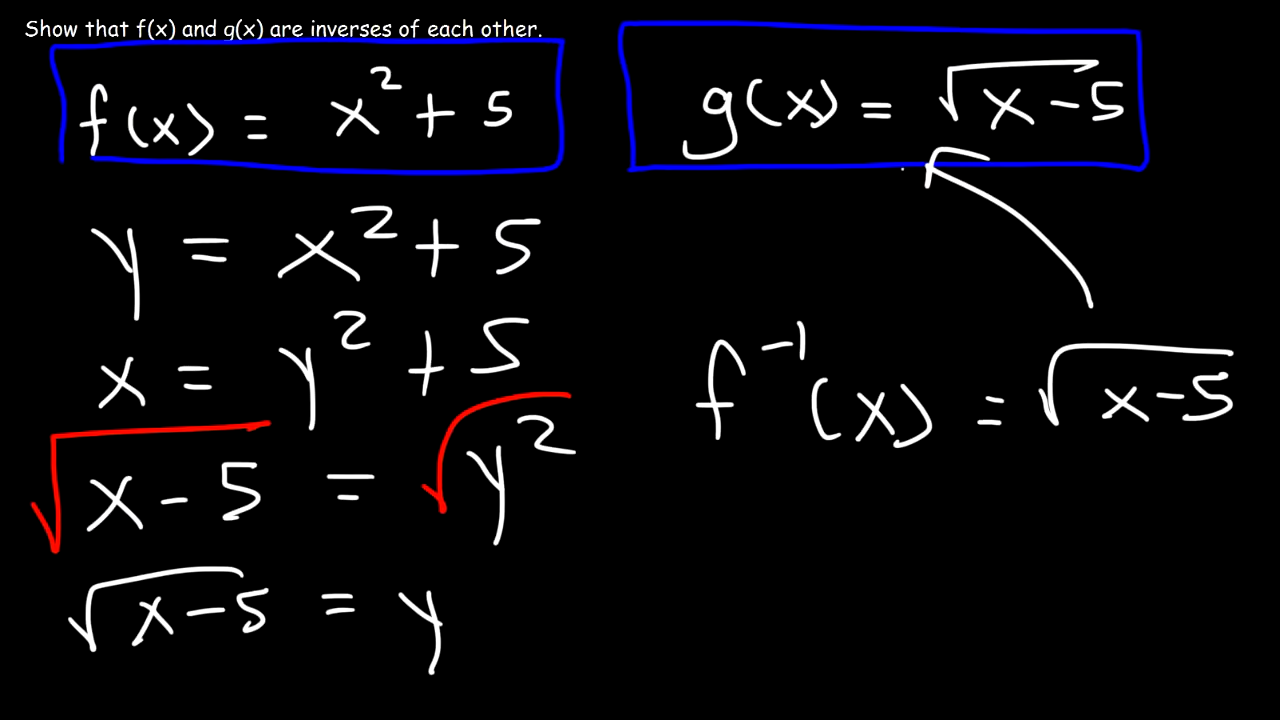 Show that f(x) and g(x) are inverses of each other.
f(x) = x² + 5
g(x) = √(x-5)
y = x² + 5
x = y² + 5
√(x - 5) = √(y²)
√(x-5) = y
f⁻¹(x) = √(x-5)